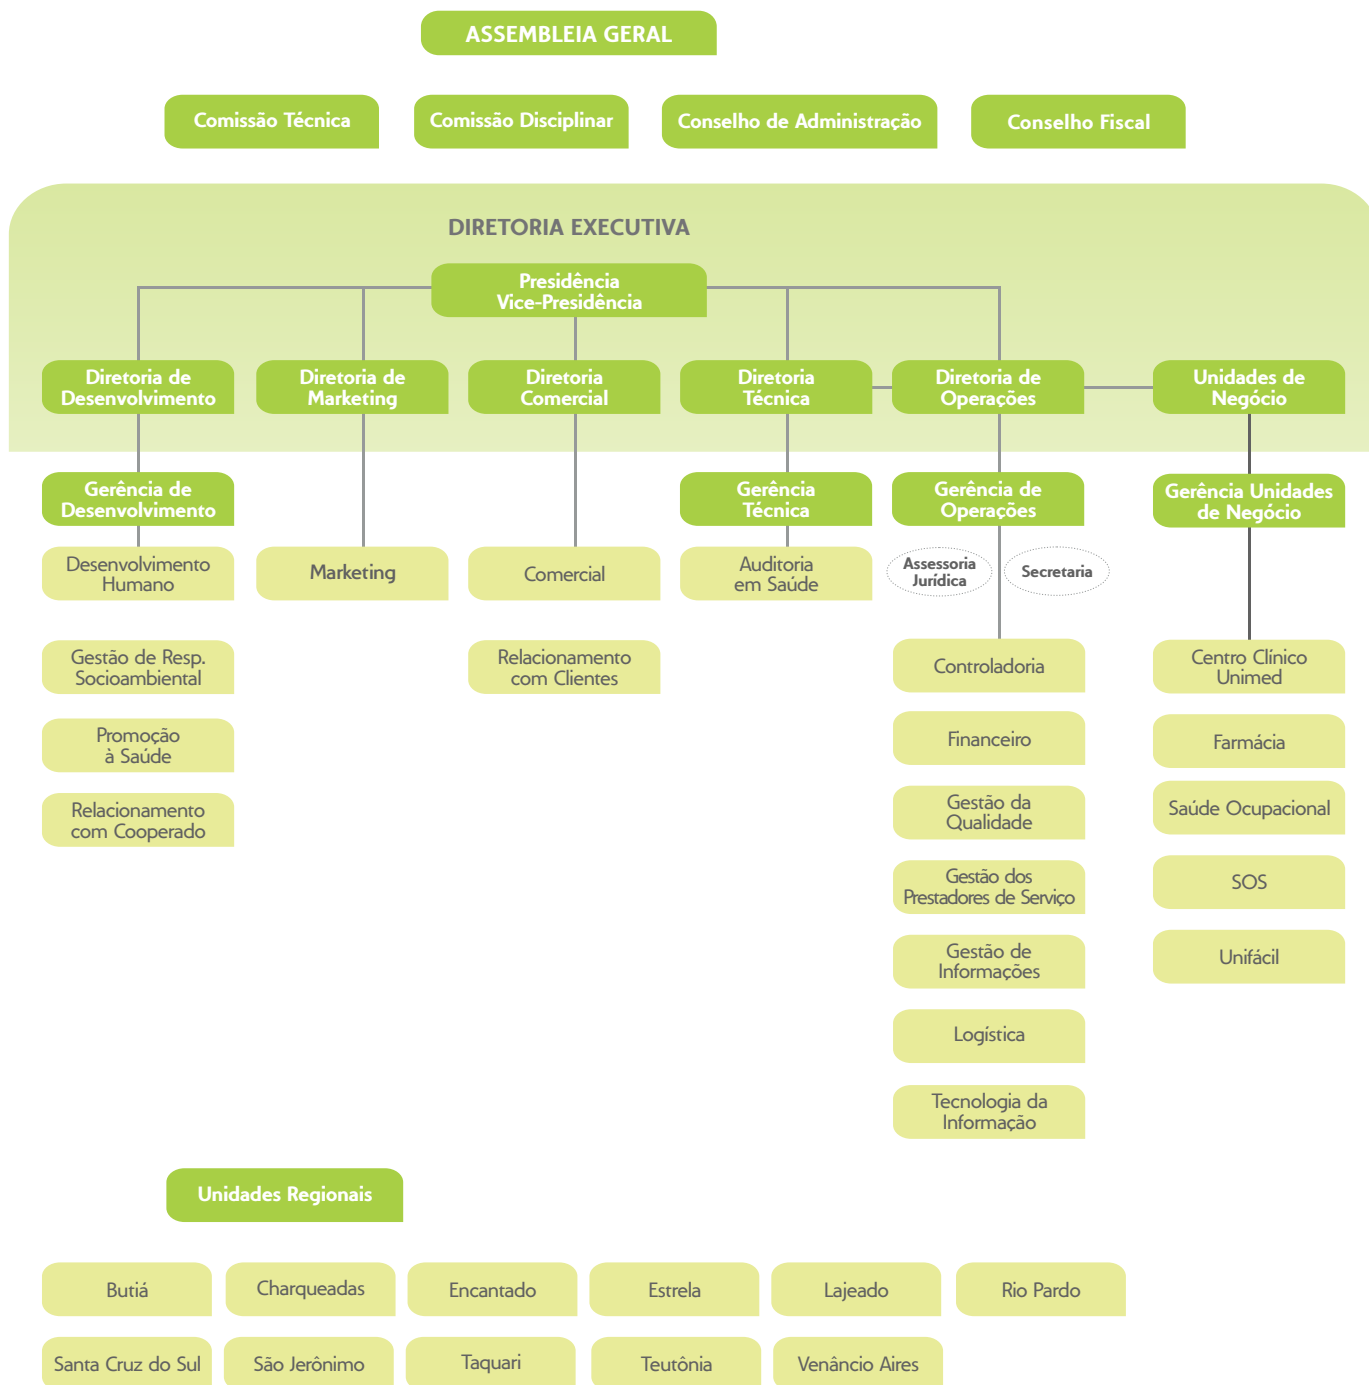 ASSEMBLEIA GERAL
Comissão Técnica
Comissão Disciplinar
Conselho de Administração
Conselho Fiscal
DIRETORIA EXECUTIVA
Presidência
Vice-Presidência
Diretoria de
Desenvolvimento
Diretoria de
Marketing
Diretoria
Comercial
Diretoria
Técnica
Diretoria de
Operações
Unidades de
Negócio
Gerência de
Desenvolvimento
Gerência
Técnica
Gerência de
Operações
Gerência Unidades
de Negócio
Desenvolvimento
Humano
Marketing
Comercial
Auditoria
em Saúde
Assessoria
Jurídica
Secretaria
Gestão de Resp.
Socioambiental
Relacionamento
com Clientes
Controladoria
Centro Clínico
Unimed
Promoção
à Saúde
Financeiro
Farmácia
Relacionamento
com Cooperado
Gestão da
Qualidade
Saúde Ocupacional
Gestão dos
Prestadores de Serviço
SOS
Gestão de
Informações
Unifácil
Logística
Tecnologia da
Informação
Unidades Regionais
Butiá
Charqueadas
Encantado
Estrela
Lajeado
Rio Pardo
Santa Cruz do Sul
São Jerônimo
Taquari
Teutônia
Venâncio Aires